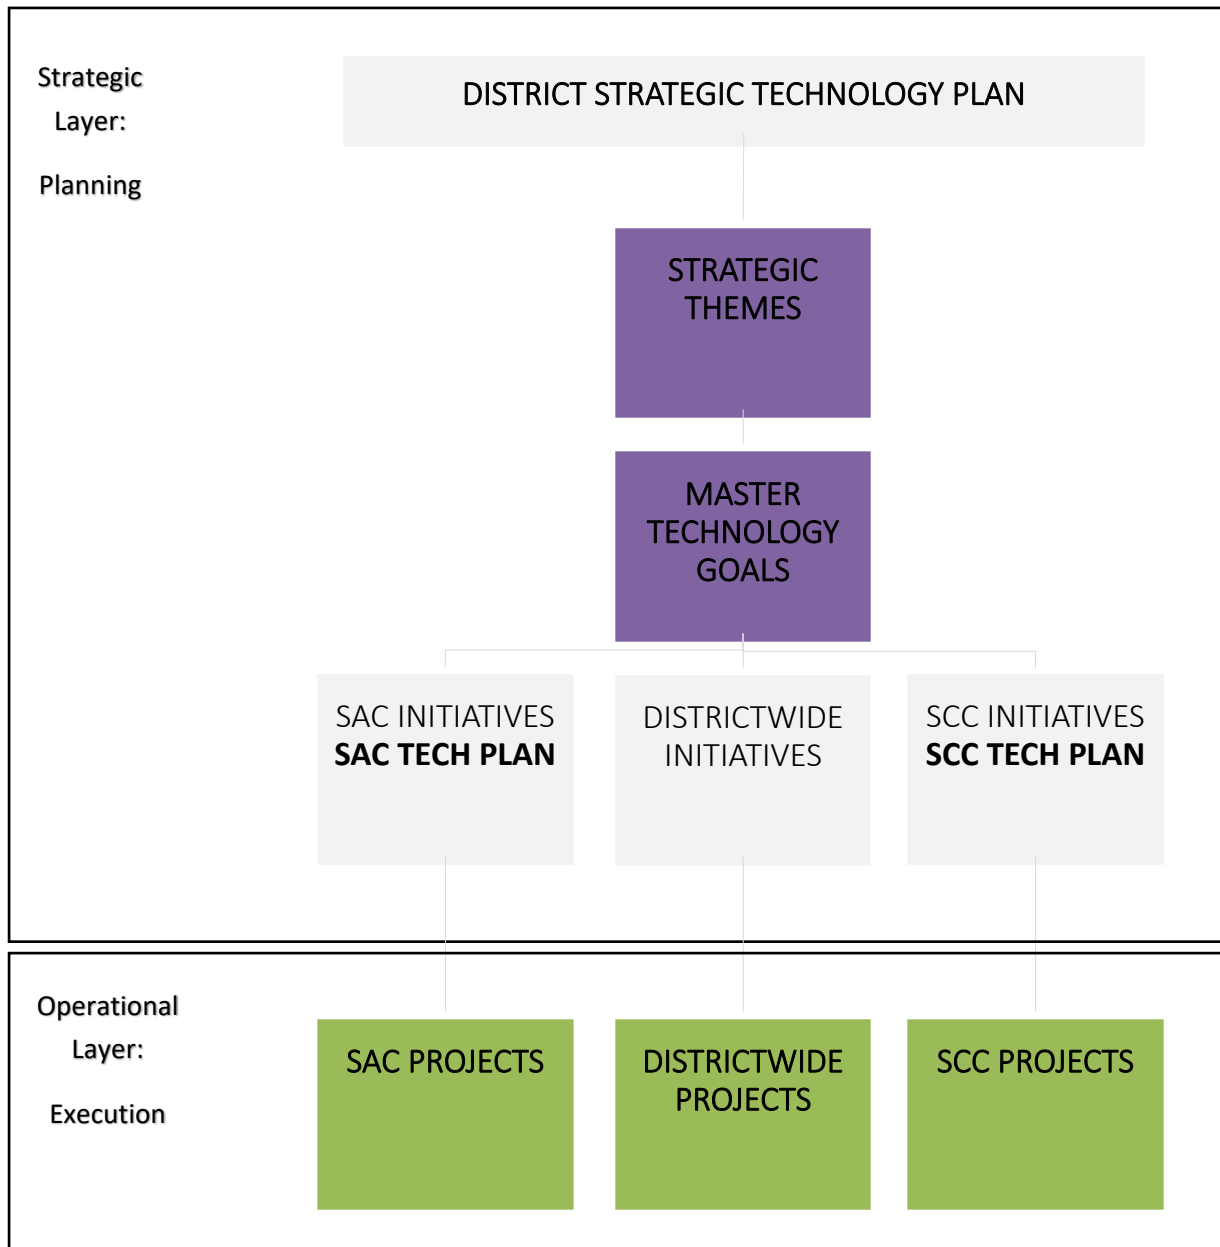 Strategic
Layer:
Planning
DISTRICT STRATEGIC TECHNOLOGY PLAN
STRATEGIC
THEMES
MASTER
TECHNOLOGY
GOALS
SAC INITIATIVES
SAC TECH PLAN
DISTRICTWIDE
INITIATIVES
SCC INITIATIVES
SCC TECH PLAN
Operational
Layer:
Execution
SAC PROJECTS
DISTRICTWIDE
PROJECTS
SCC PROJECTS